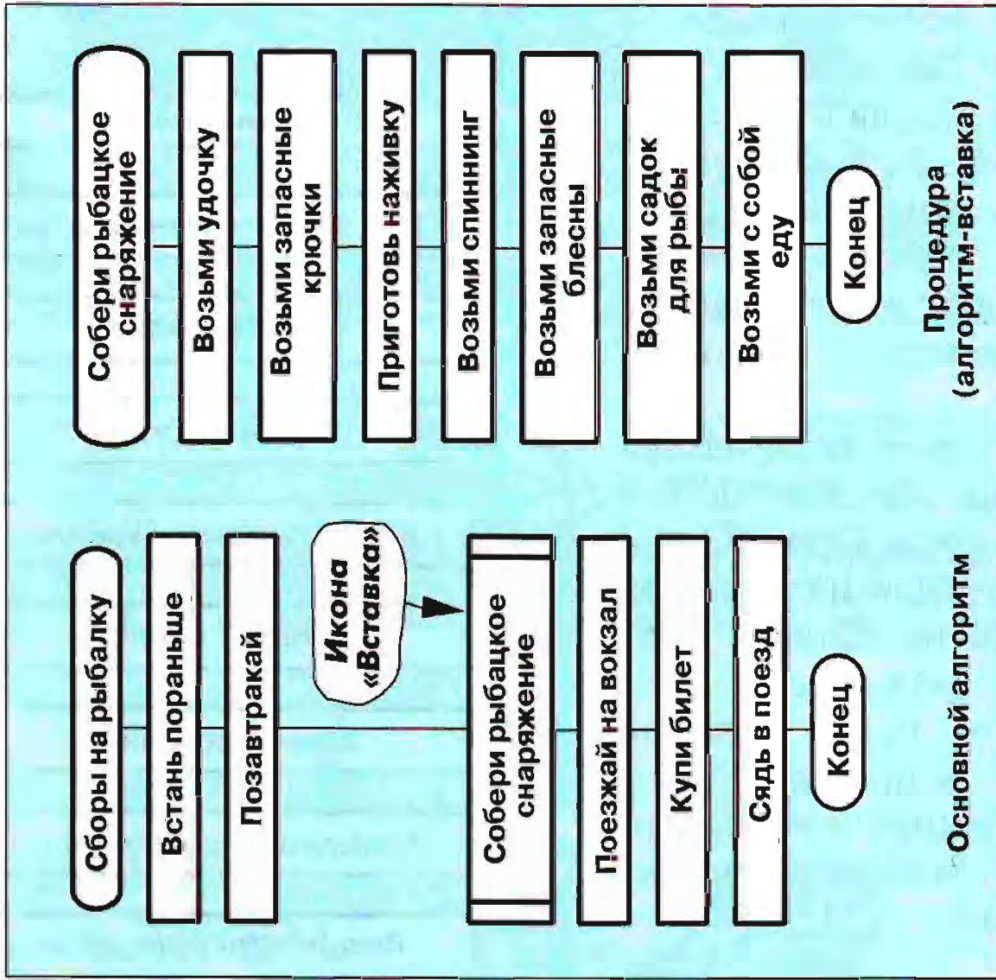 Сборы на рыбалку
Встань пораньше
Позавтракай
Икона
«Вставка»
Собери рыбацкое
снаряжение
Поезжай на вокзал
Купи билет
Сядь в поезд
Конец
Основной алгоритм
Собери рыбацкое
снаряжение
Возьми удочку
Возьми запасные
крючки
Приготовь наживку
Возьми спиннинг
Возьми запасные
блесны
Возьми садок
для рыбы
Возьми с собой
еду
Конец
Процедура
(алгоритм-вставка)